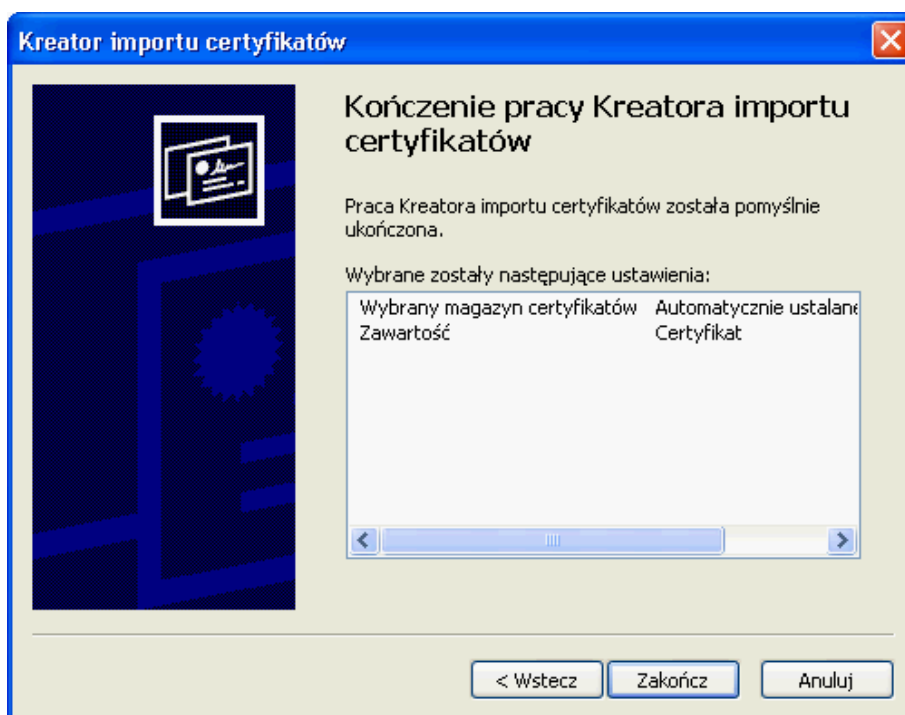 Kreator importu certyfikatów
Kończenie pracy Kreatora importu
certyfikatów
Praca Kreatora importu certyfikatów została pomyślnie
ukończona.
Wybrane zostały następujące ustawienia:
Wybrany magazyn certyfikatów Automatycznie ustalane
Zawartość Certyfikat
< Wstecz Zakończ Anuluj